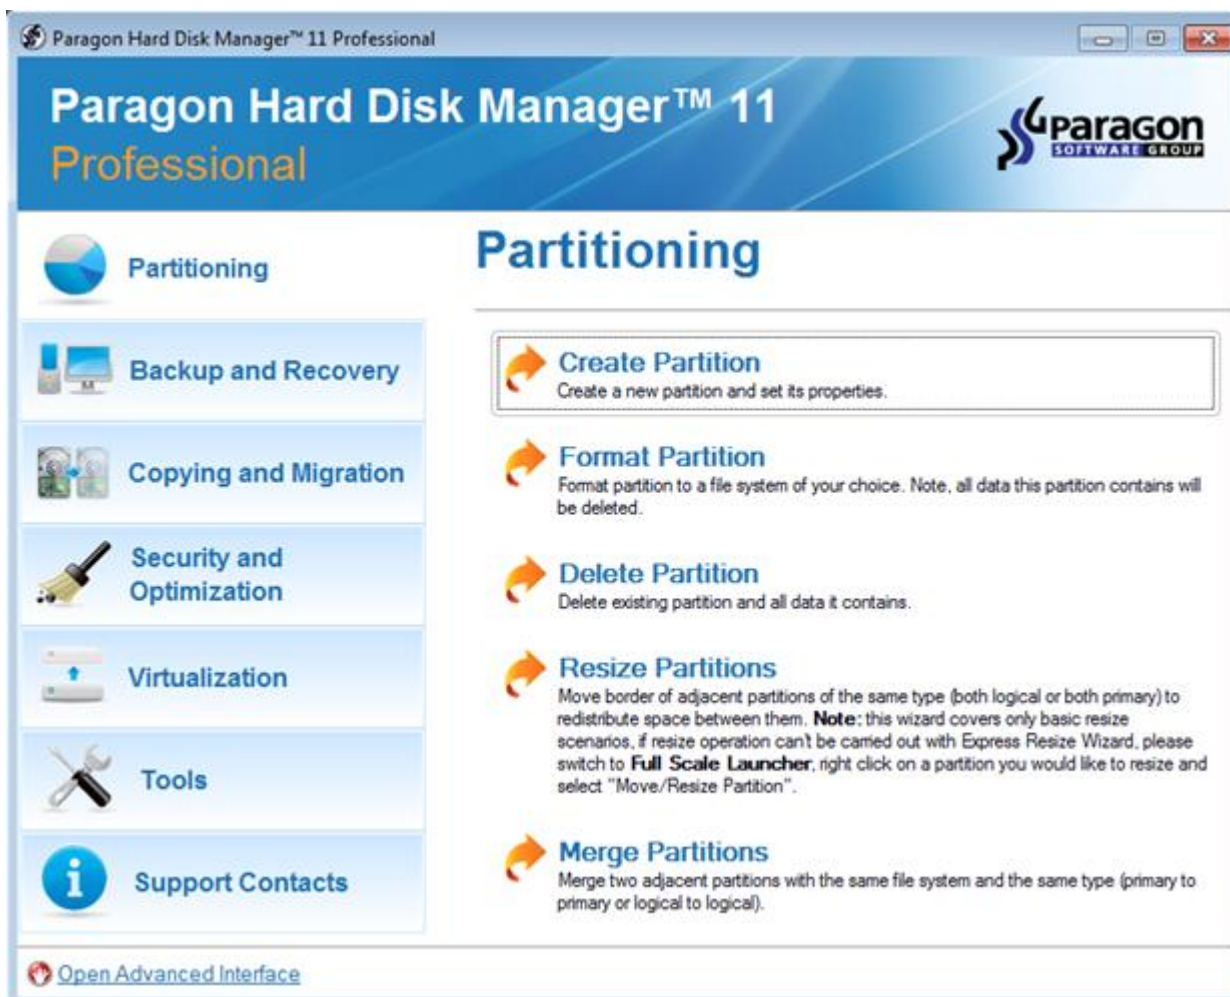 Paragon Hard Disk Manager™ 11 Professional
Paragon Hard Disk Manager™ 11
Professional
Paragon
SOFTWARE GROUP
Partitioning
Backup and Recovery
Copying and Migration
Security and
Optimization
Virtualization
Tools
Support Contacts
Partitioning
Create Partition
Create a new partition and set its properties.
Format Partition
Format partition to a file system of your choice. Note, all data this partition contains will
be deleted.
Delete Partition
Delete existing partition and all data it contains.
Resize Partitions
Move border of adjacent partitions of the same type (both logical or both primary) to
redistribute space between them. Note: this wizard covers only basic resize
scenarios, if resize operation can't be carried out with Express Resize Wizard, please
switch to Full Scale Launcher, right click on a partition you would like to resize and
select "Move/Resize Partition".
Merge Partitions
Merge two adjacent partitions with the same file system and the same type (primary to
primary or logical to logical).
Open Advanced Interface